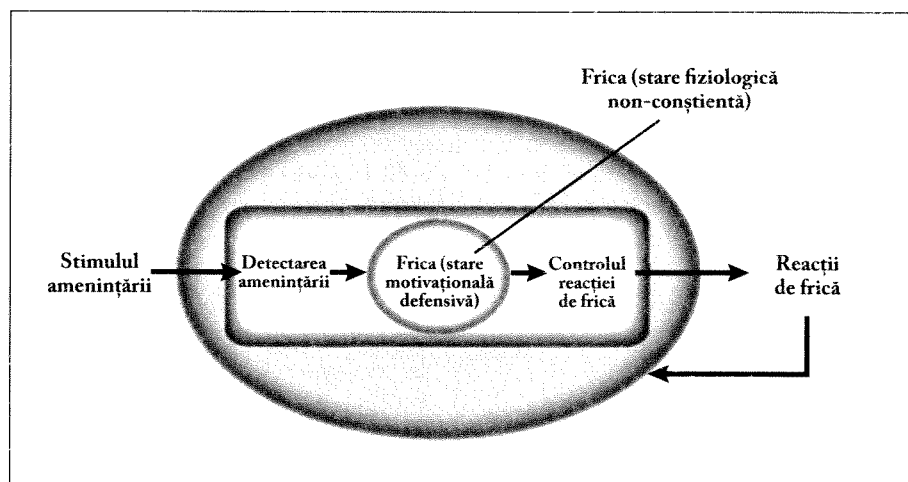 Frica (stare fiziologică
non-conștientă)
Stimulul
amenințării
Detectarea
amenințării
Frica (stare
motivațională
defensivă)
Controlul
reacției
de frică
Reacții
de frică